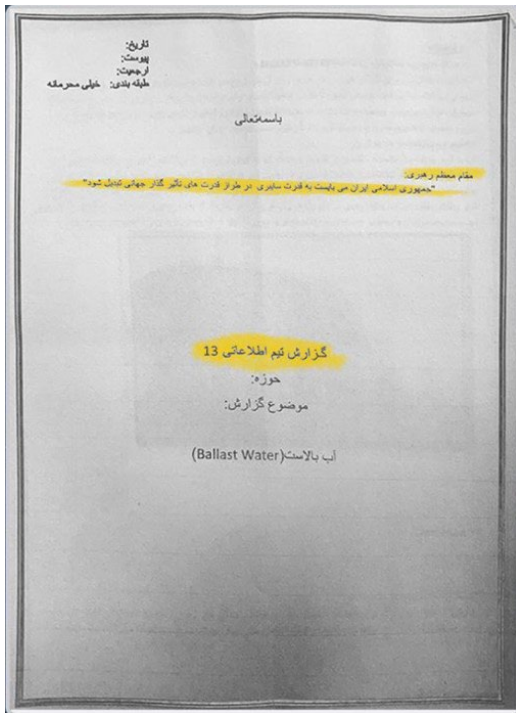 تاریخ:
پیوست:
ارجعیت:
طبقه بندی: خیلی محرمانه
باسمه‌تعالی
مقام معظم رهبری:
"جمهوری اسلامی ایران می بایست به قدرت سایبری در طراز قدرت های تاثیر گذار جهانی تبدیل شود"
گزارش تیم اطلاعاتی 13
حوزه:
موضوع گزارش:
آب بالاست(Ballast Water)